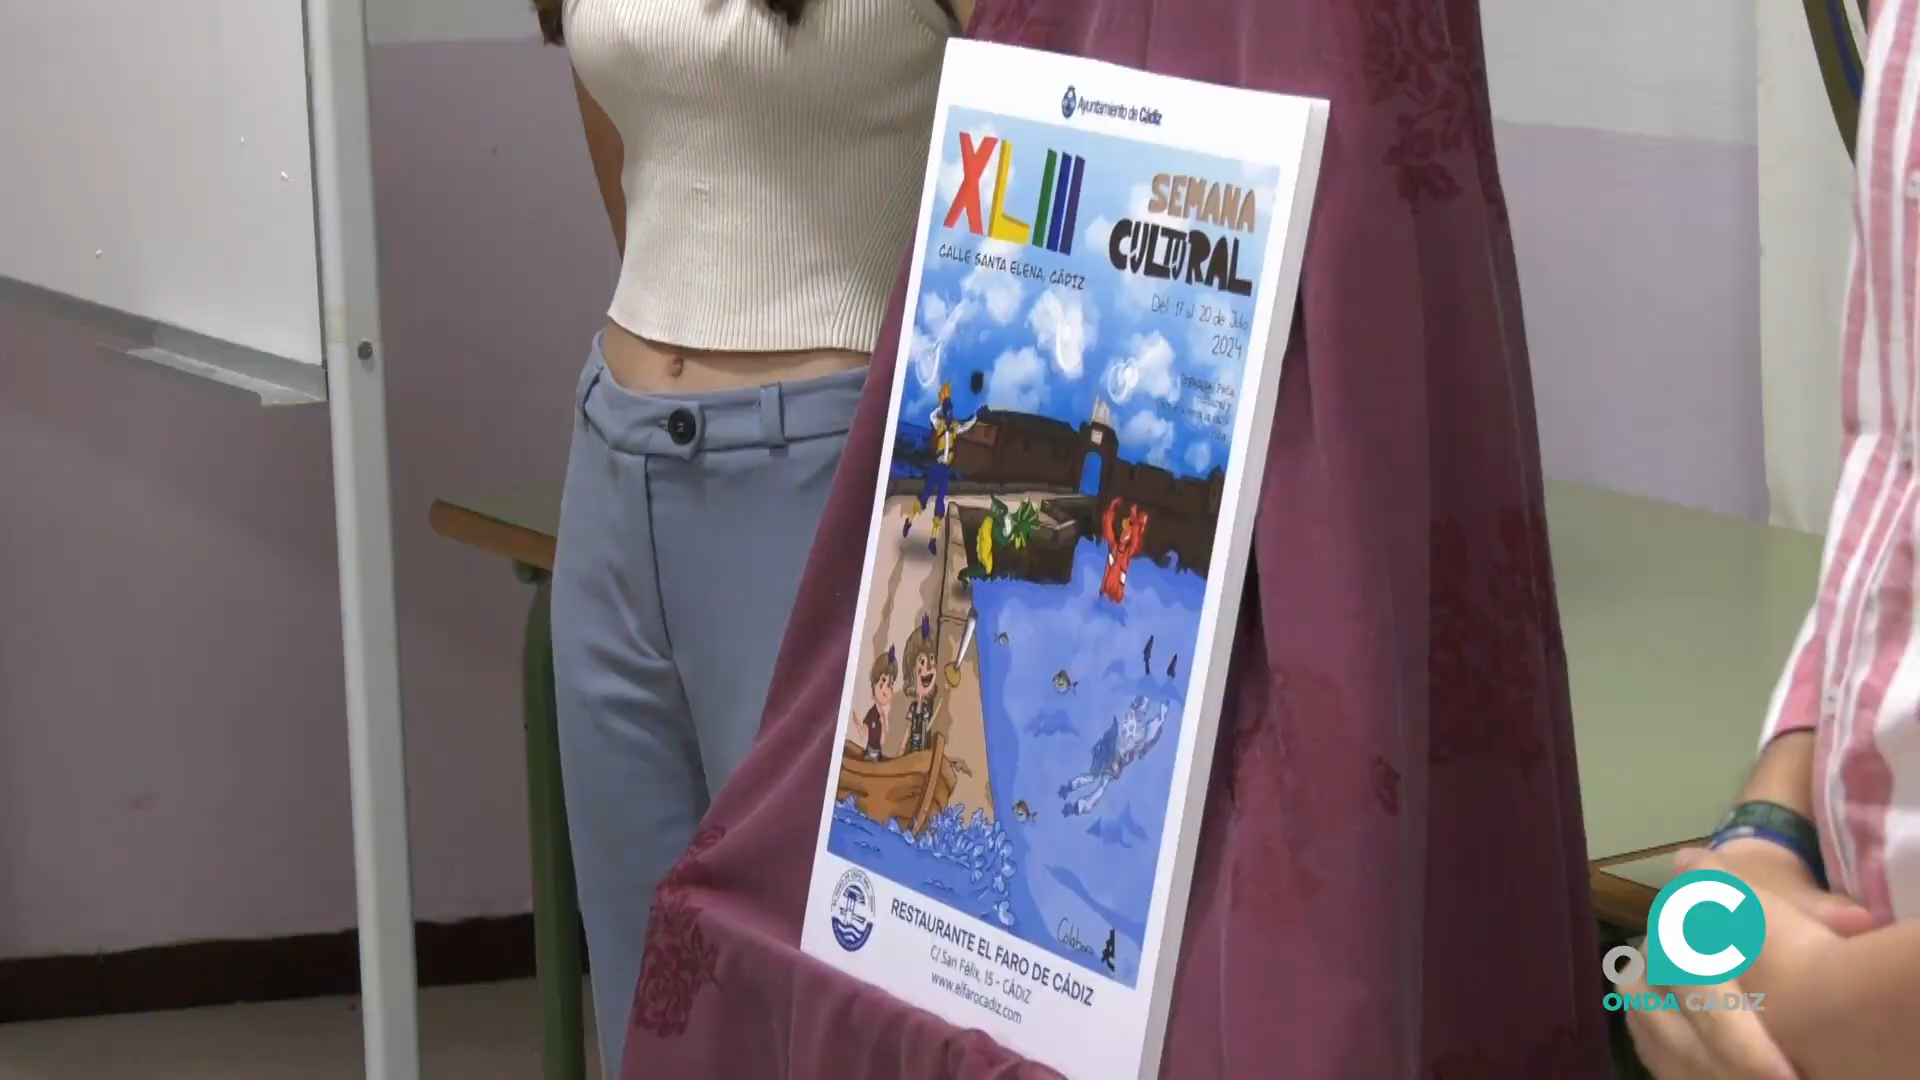 Ayuntamiento de Cádiz
XLIII
SEMANA
CULTURAL
CALLE SANTA ELENA, CÁDIZ
Del 17 al 20 de Julio
2024
Colabora
RESTAURANTE EL FARO DE CÁDIZ
C/ San Félix, 15 - CÁDIZ
www.elfarocadiz.com
C
ONDA CÁDIZ